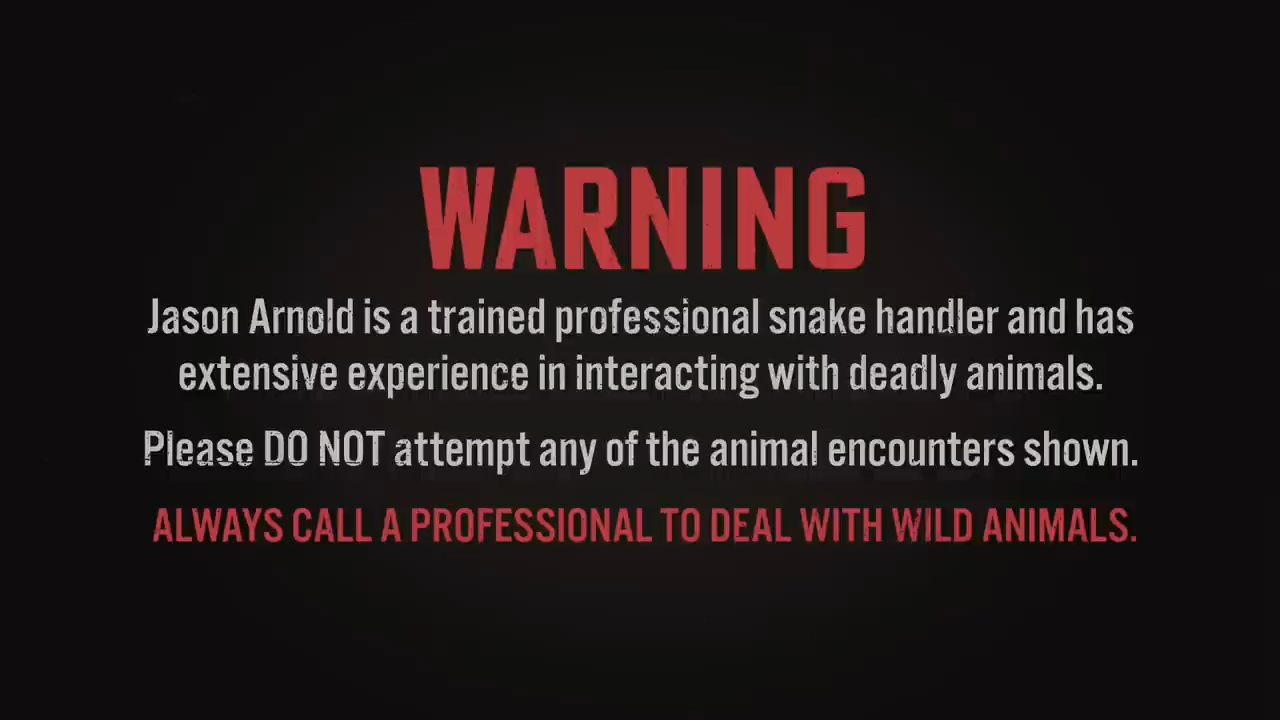 WARNING
Jason Arnold is a trained professional snake handler and has
extensive experience in interacting with deadly animals.
Please DO NOT attempt any of the animal encounters shown.
ALWAYS CALL A PROFESSIONAL TO DEAL WITH WILD ANIMALS.